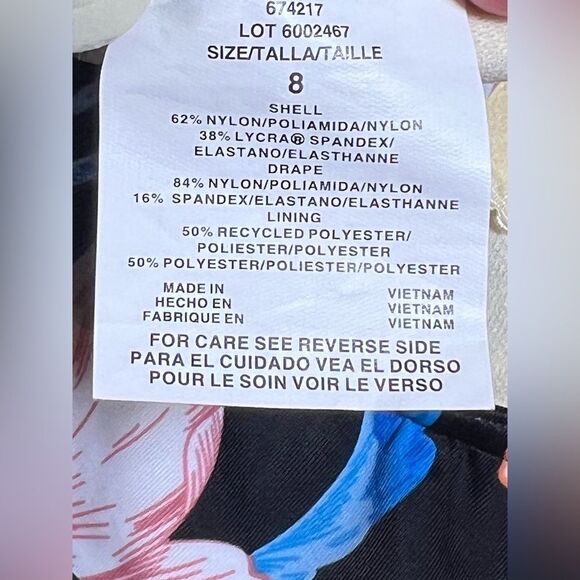 674217
LOT 6002467
SIZE/TALLA/TAILLE
8
SHELL
62% NYLON/POLIAMIDA/NYLON
38% LYCRA® SPANDEX/
ELASTANO/ELASTHANNE
DRAPE
84% NYLON/POLIAMIDA/NYLON
16% SPANDEX/ELASTANO/ELASTHANNE
LINING
50% RECYCLED POLYESTER/
POLIESTER/POLYESTER
50% POLYESTER/POLIESTER/POLYESTER
MADE IN VIETNAM
HECHO EN VIETNAM
FABRIQUE EN VIETNAM
FOR CARE SEE REVERSE SIDE
PARA EL CUIDADO VEA EL DORSO
POUR LE SOIN VOIR LE VERSO